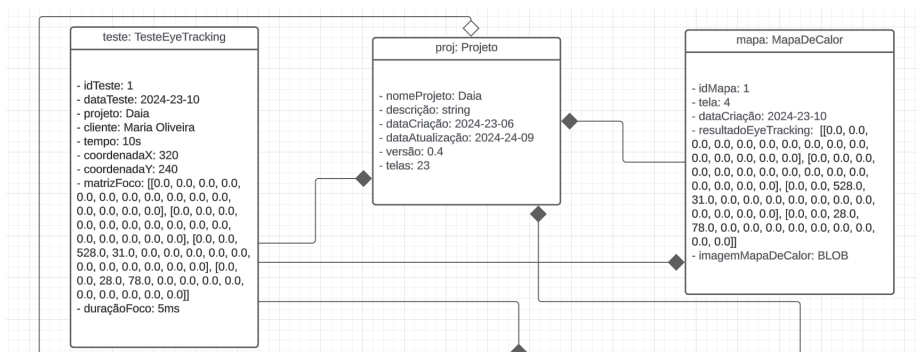 teste: TesteEyeTracking
- idTeste: 1
- dataTeste: 2024-23-10
- projeto: Daia
- cliente: Maria Oliveira
- tempo: 10s
- coordenadaX: 320
- coordenadaY: 240
- matrizFoco: [[0.0, 0.0, 0.0, 0.0,
0.0, 0.0, 0.0, 0.0, 0.0, 0.0, 0.0,
0.0, 0.0, 0.0, 0.0, 0.0], [0.0, 0.0, 0.0,
0.0, 0.0, 0.0, 0.0, 0.0, 0.0, 0.0,
0.0, 0.0, 0.0, 0.0, 0.0], [0.0, 0.0,
528.0, 31.0, 0.0, 0.0, 0.0, 0.0, 0.0,
0.0, 0.0, 0.0, 0.0, 0.0, 0.0], [0.0,
0.0, 28.0, 78.0, 0.0, 0.0, 0.0, 0.0,
0.0, 0.0, 0.0, 0.0, 0.0]]
- duraçãoFoco: 5ms
proj: Projeto
- nomeProjeto: Daia
- descrição: string
- dataCriação: 2024-23-06
- dataAtualização: 2024-24-09
- versão: 0.4
- telas: 23
mapa: MapaDeCalor
- idMapa: 1
- tela: 4
- dataCriação: 2024-23-10
- resultadoEyeTracking: [[0.0, 0.0,
0.0, 0.0, 0.0, 0.0, 0.0, 0.0, 0.0, 0.0,
0.0, 0.0, 0.0, 0.0, 0.0], [0.0, 0.0, 0.0,
0.0, 0.0, 0.0, 0.0, 0.0, 0.0, 0.0, 0.0,
0.0, 0.0, 0.0, 0.0], [0.0, 0.0, 528.0,
31.0, 0.0, 0.0, 0.0, 0.0, 0.0, 0.0,
0.0, 0.0, 0.0, 0.0, 0.0], [0.0, 0.0, 28.0,
78.0, 0.0, 0.0, 0.0, 0.0, 0.0, 0.0, 0.0,
0.0, 0.0]]
- imagemMapaDeCalor: BLOB